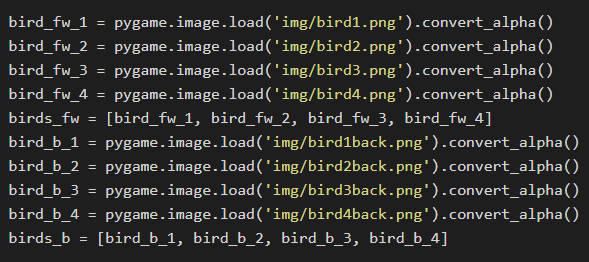 bird_fw_1 = pygame.image.load('img/bird1.png').convert_alpha()
bird_fw_2 = pygame.image.load('img/bird2.png').convert_alpha()
bird_fw_3 = pygame.image.load('img/bird3.png').convert_alpha()
bird_fw_4 = pygame.image.load('img/bird4.png').convert_alpha()
birds_fw = [bird_fw_1, bird_fw_2, bird_fw_3, bird_fw_4]
bird_b_1 = pygame.image.load('img/bird1back.png').convert_alpha()
bird_b_2 = pygame.image.load('img/bird2back.png').convert_alpha()
bird_b_3 = pygame.image.load('img/bird3back.png').convert_alpha()
bird_b_4 = pygame.image.load('img/bird4back.png').convert_alpha()
birds_b = [bird_b_1, bird_b_2, bird_b_3, bird_b_4]